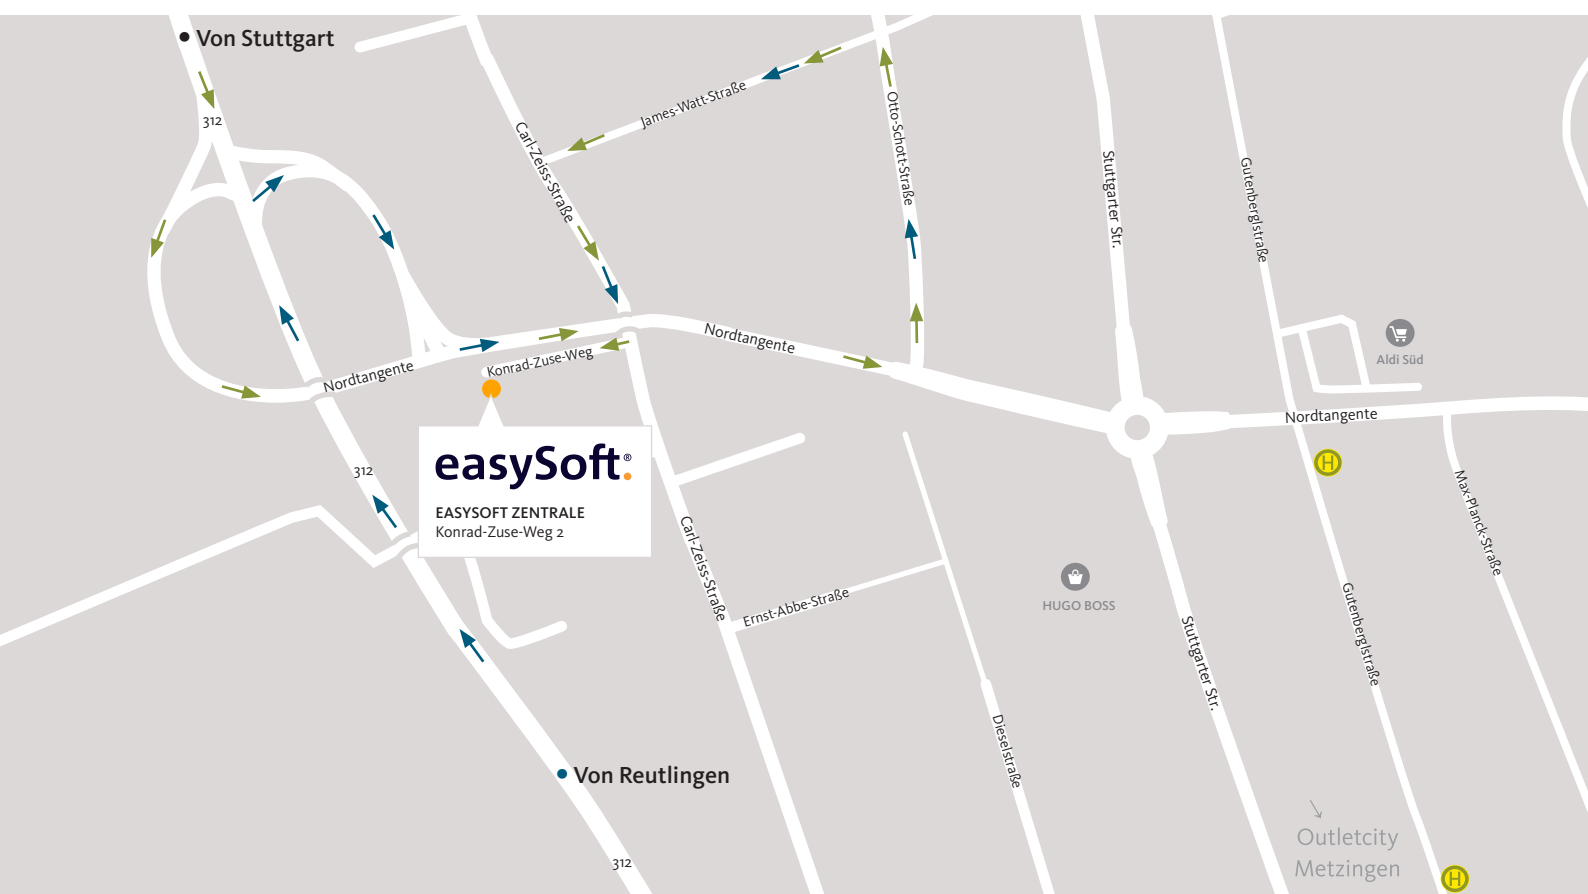 Von Stuttgart
312
James-Watt-Straße
Carl-Zeiss-Straße
Otto-Schott-Straße
Stuttgarter Str.
Gutenberglstraße
Nordtangente
Konrad-Zuse-Weg
Nordtangente
Aldi Süd
Nordtangente
H
312
easySoft.®
EASYSOFT ZENTRALE
Konrad-Zuse-Weg 2
Carl-Zeiss-Straße
Ernst-Abbe-Straße
HUGO BOSS
Max-Planck-Straße
Gutenberglstraße
Stuttgarter Str.
Dieselstraße
Von Reutlingen
312
Outletcity
Metzingen
H